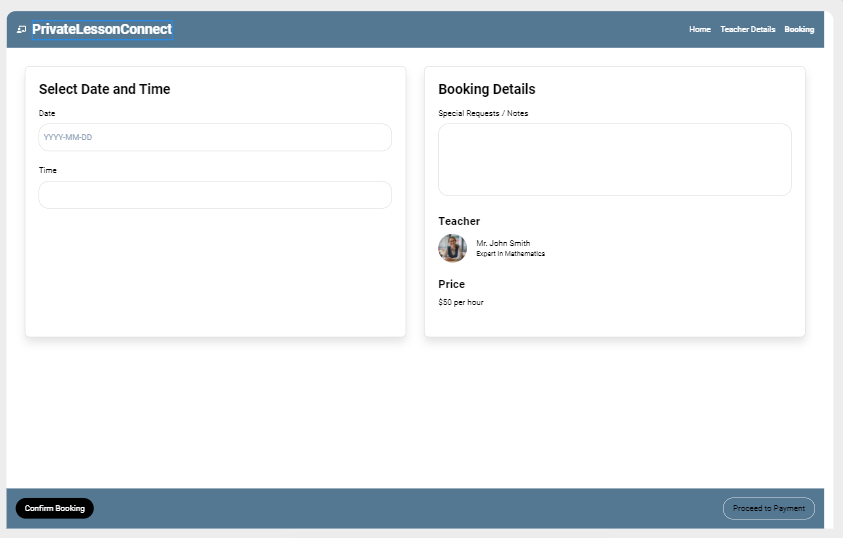 PrivateLessonConnect
Home Teacher Details Booking
Select Date and Time
Date
YYYY-MM-DD
Time
Booking Details
Special Requests / Notes
Teacher
Mr. John Smith
Expert in Mathematics
Price
$50 per hour
Confirm Booking
Proceed to Payment